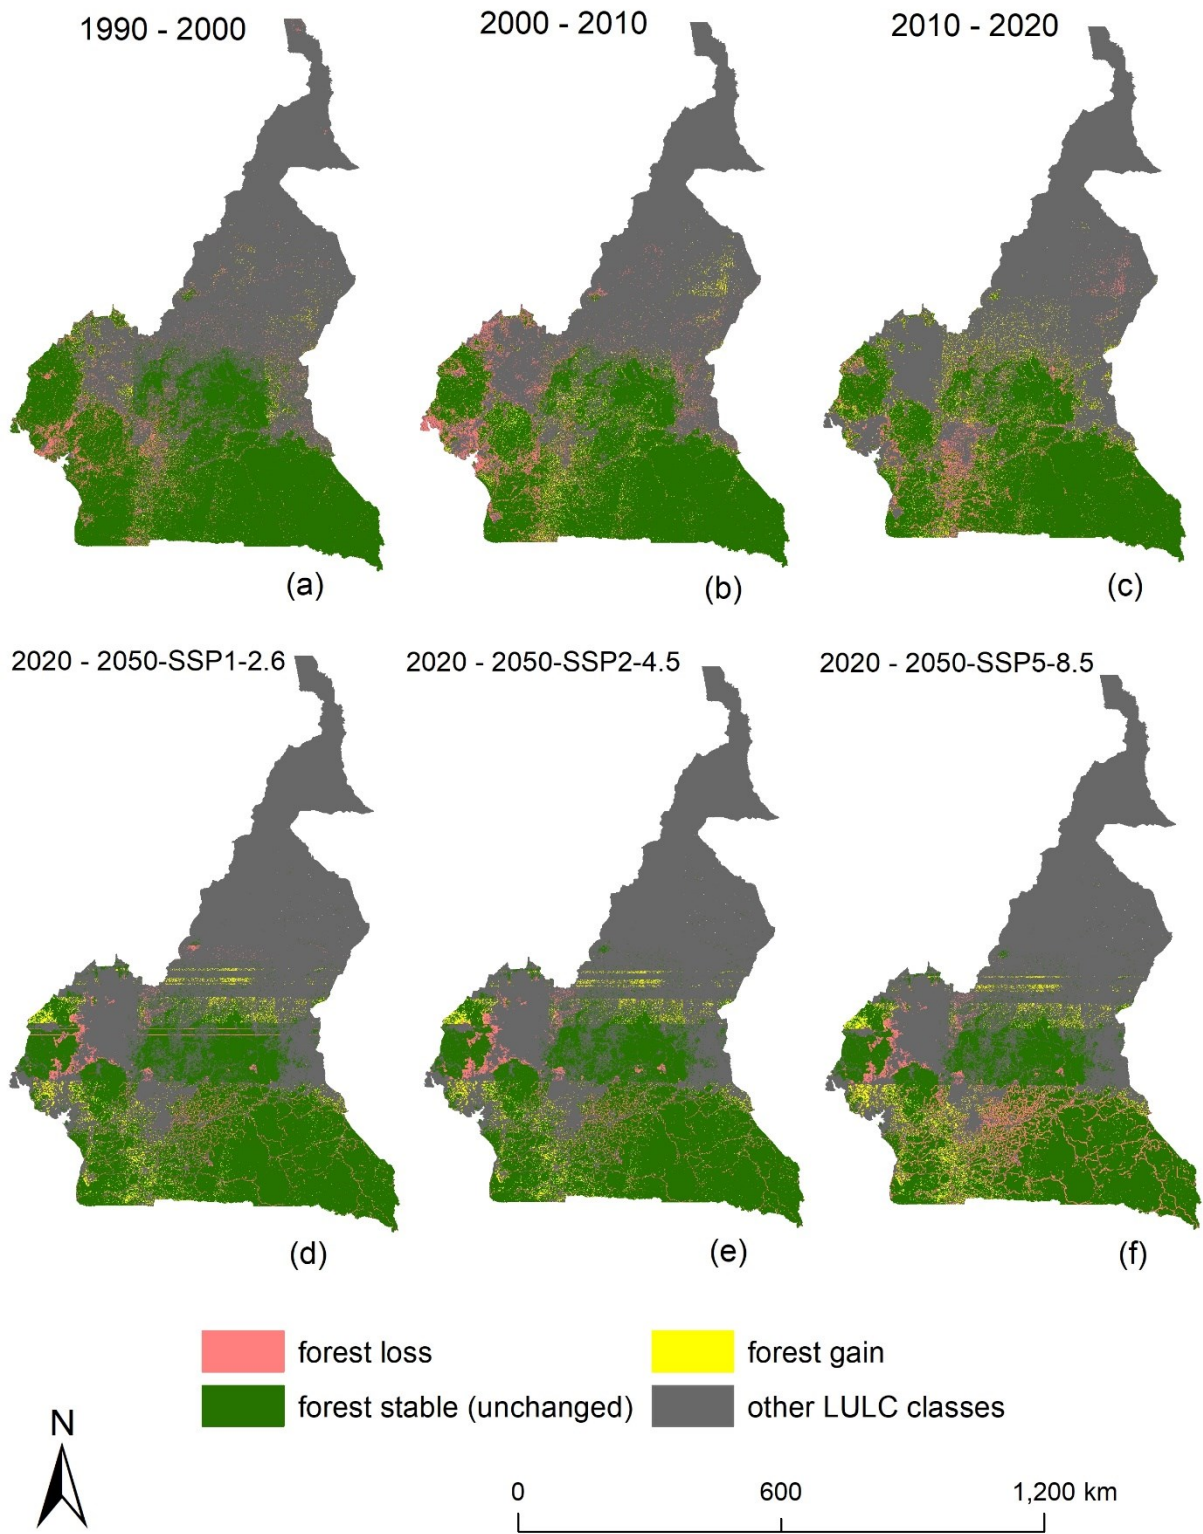 1990 - 2000
2000 - 2010
2010 - 2020
(a)
(b)
(c)
2020 - 2050-SSP1-2.6
2020 - 2050-SSP2-4.5
2020 - 2050-SSP5-8.5
(d)
(e)
(f)
forest loss
forest gain
forest stable (unchanged)
other LULC classes
N
0 600 1,200 km